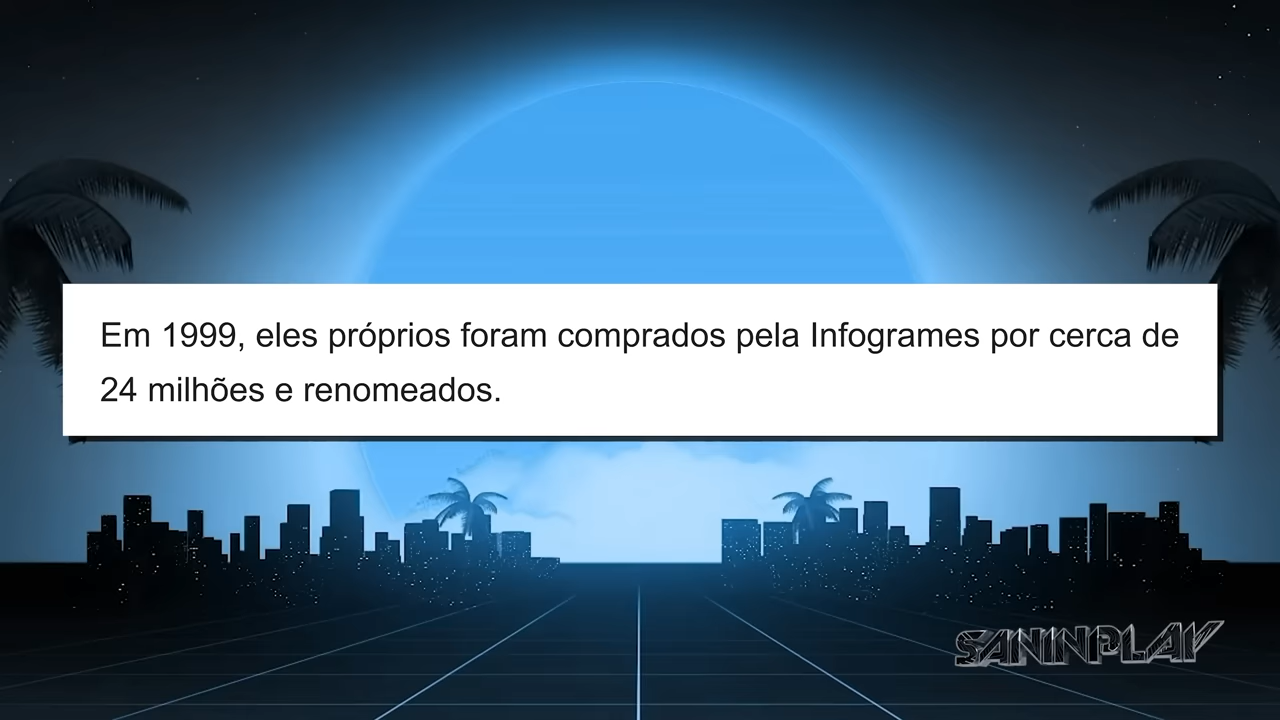 Em 1999, eles próprios foram comprados pela Infogrames por cerca de
24 milhões e renomeados.
SANINPLAY